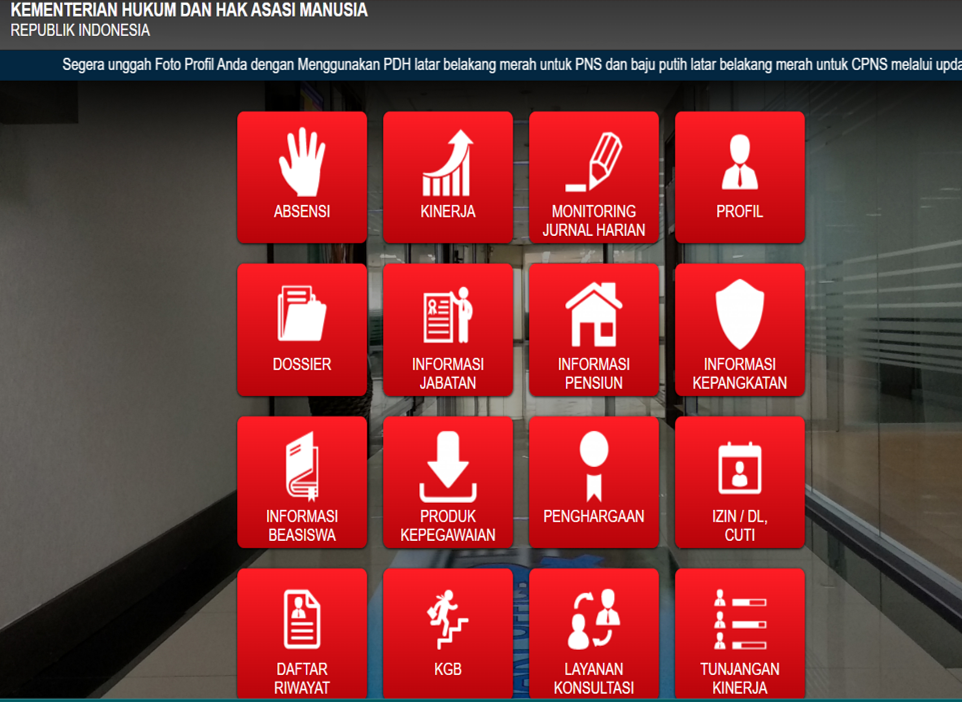 KEMENTERIAN HUKUM DAN HAK ASASI MANUSIA
REPUBLIK INDONESIA
Segera unggah Foto Profil Anda dengan Menggunakan PDH latar belakang merah untuk PNS dan baju putih latar belakang merah untuk CPNS melalui upda
ABSENSI
KINERJA
MONITORING
JURNAL HARIAN
PROFIL
DOSSIER
INFORMASI
JABATAN
INFORMASI
PENSIUN
INFORMASI
KEPANGKATAN
INFORMASI
BEASISWA
PRODUK
KEPEGAWAIAN
PENGHARGAAN
IZIN / DL,
CUTI
DAFTAR
RIWAYAT
KGB
LAYANAN
KONSULTASI
TUNJANGAN
KINERJA